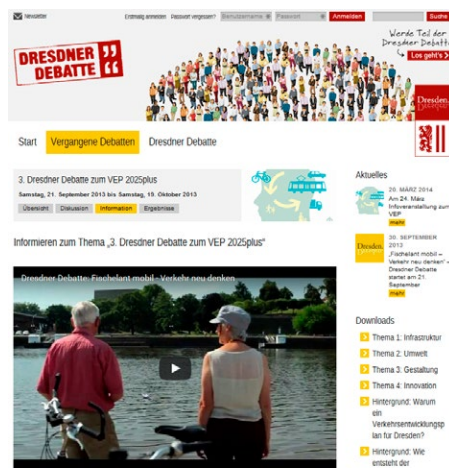 Newsletter
Erstmalig anmelden Passwort vergessen? Benutzername Passwort Anmelden Suche
Werde Teil der
Dresdner Debatte
Los geht's
DRESDNER
DEBATTE
Dresden.
Start Vergangene Debatten Dresdner Debatte
3. Dresdner Debatte zum VEP 2025plus
Samstag, 21. September 2013 bis Samstag, 19. Oktober 2013
Übersicht Diskussion Information Ergebnisse
Informieren zum Thema „3. Dresdner Debatte zum VEP 2025plus"
Dresdner Debatte: Fischelant mobil - Verkehr neu denken
Aktuelles
20. MÄRZ 2014
Am 24. März
Infoveranstaltung zum
VEP
mehr
Dresden.
30. SEPTEMBER
2013
„Fischelant mobil –
Verkehr neu denken" –
Dresdner Debatte
startet am 21.
September
mehr
Downloads
Thema 1: Infrastruktur
Thema 2: Umwelt
Thema 3: Gestaltung
Thema 4: Innovation
Hintergrund: Warum
ein
Verkehrsentwicklungsp
lan für Dresden?
Hintergrund: Wie
entsteht der